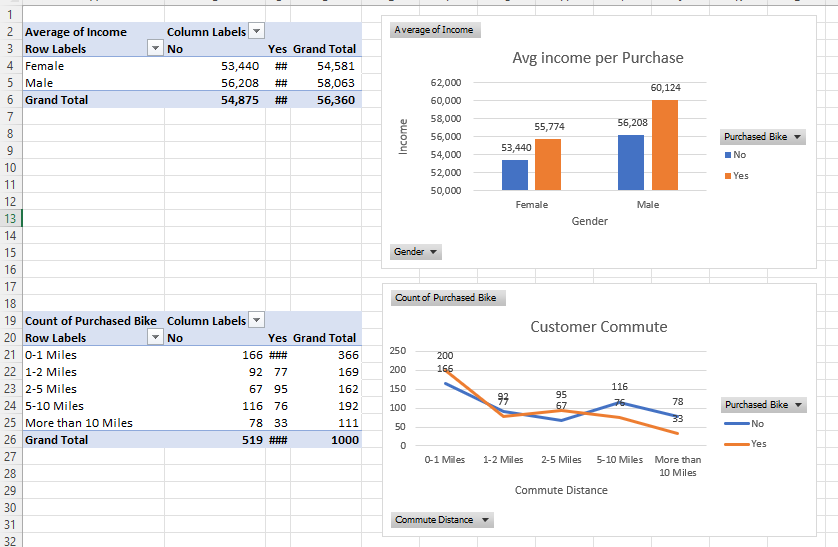 1
2 Average of Income Column Labels
3 Row Labels No Yes Grand Total
4 Female 53,440 ## 54,581
5 Male 56,208 ## 58,063
6 Grand Total 54,875 ## 56,360
7
8
9
10
11
12
13
14
15
16
17
18
19 Count of Purchased Bike Column Labels
20 Row Labels No Yes Grand Total
21 0-1 Miles 166 ### 366
22 1-2 Miles 92 77 169
23 2-5 Miles 67 95 162
24 5-10 Miles 116 76 192
25 More than 10 Miles 78 33 111
26 Grand Total 519 ### 1000
27
28
29
30
31
32
Average of Income
Avg income per Purchase
62,000
60,000
58,000
56,000
54,000
52,000
50,000
Income
53,440
55,774
56,208
60,124
Female Male
Gender
Purchased Bike
No
Yes
Gender
Count of Purchased Bike
Customer Commute
250
200
150
100
50
0
200
166
92
77
95
67
116
76
78
33
0-1 Miles 1-2 Miles 2-5 Miles 5-10 Miles More than
10 Miles
Commute Distance
Purchased Bike
No
Yes
Commute Distance